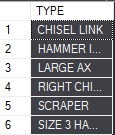 TYPE
1 CHISEL LINK
2 HAMMER I...
3 LARGE AX
4 RIGHT CHI...
5 SCRAPER
6 SIZE 3 HA...